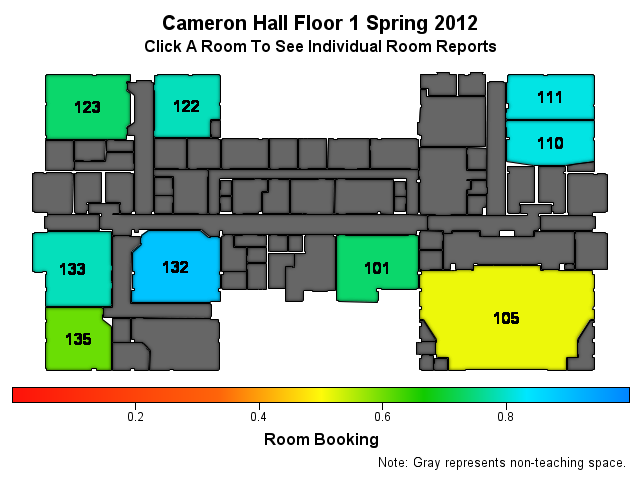 Cameron Hall Floor 1 Spring 2012
Click A Room To See Individual Room Reports
123
122
111
110
133
132
101
105
135
0.2 0.4 0.6 0.8
Room Booking
Note: Gray represents non-teaching space.